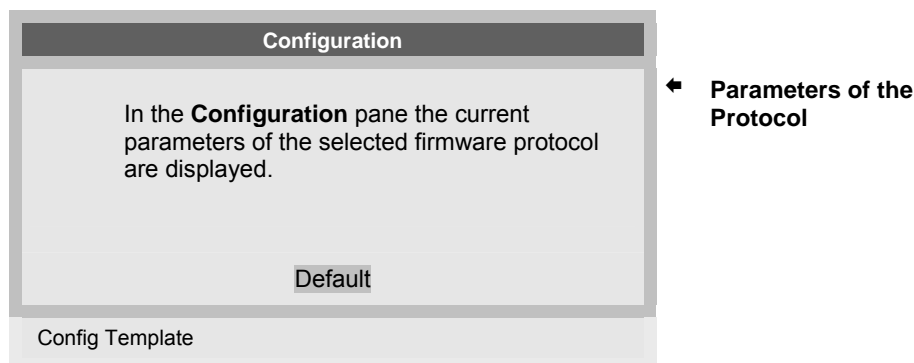 Configuration
In the Configuration pane the current
parameters of the selected firmware protocol
are displayed.
Default
Config Template
Parameters of the
Protocol